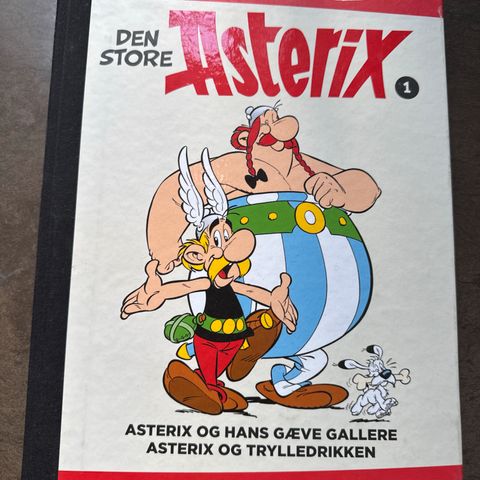 DEN
STORE
Asterix
1
ASTERIX OG HANS GÆVE GALLERE
ASTERIX OG TRYLLEDRIKKEN